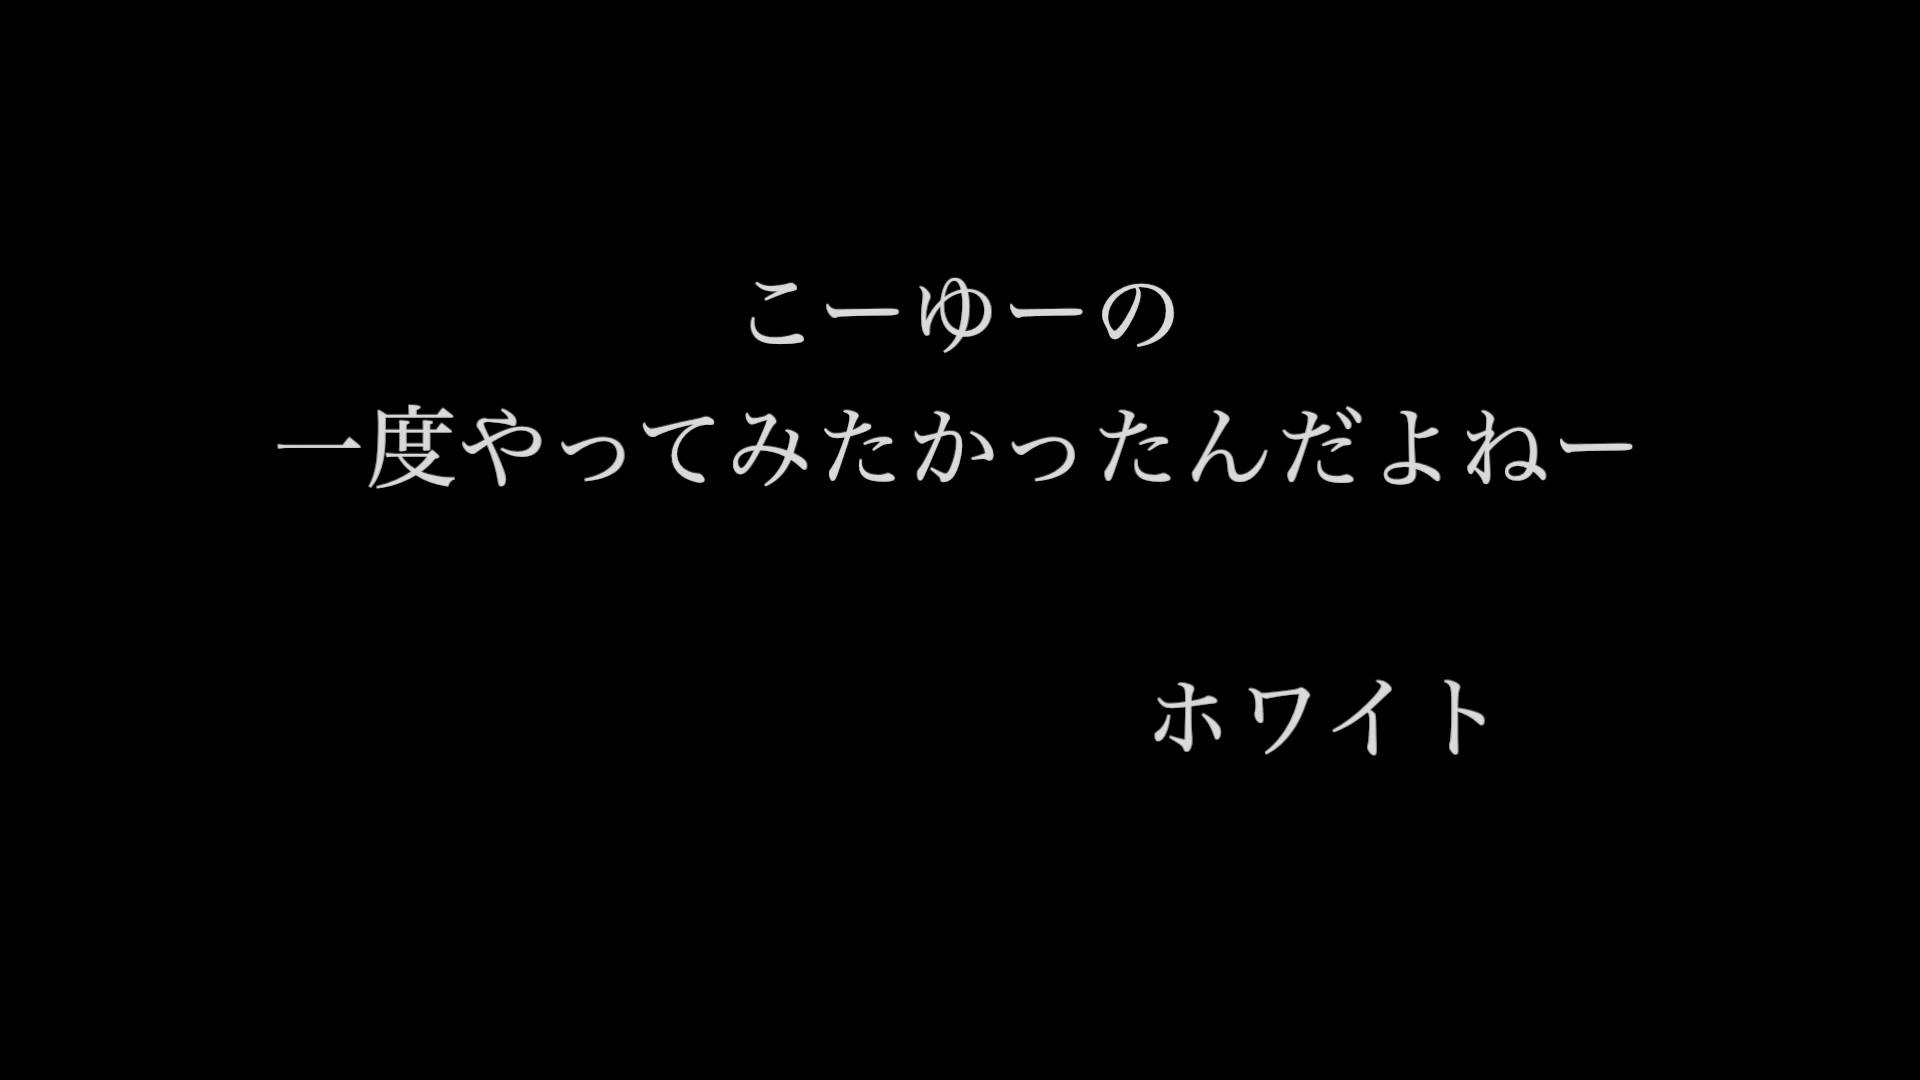 こーゆーの
一度やってみたかったんだよねー
ホワイト